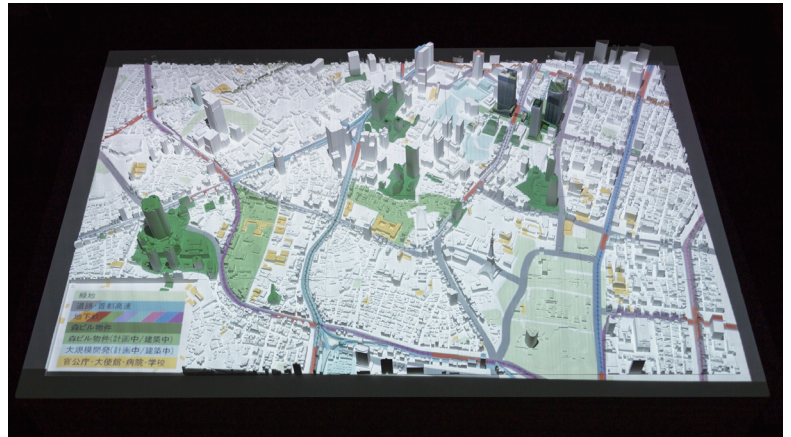 緑地
道路/首都高速
地下鉄
森ビル物件
森ビル物件(計画中/建築中)
大規模開発(計画中/建築中)
官公庁・大使館・病院・学校